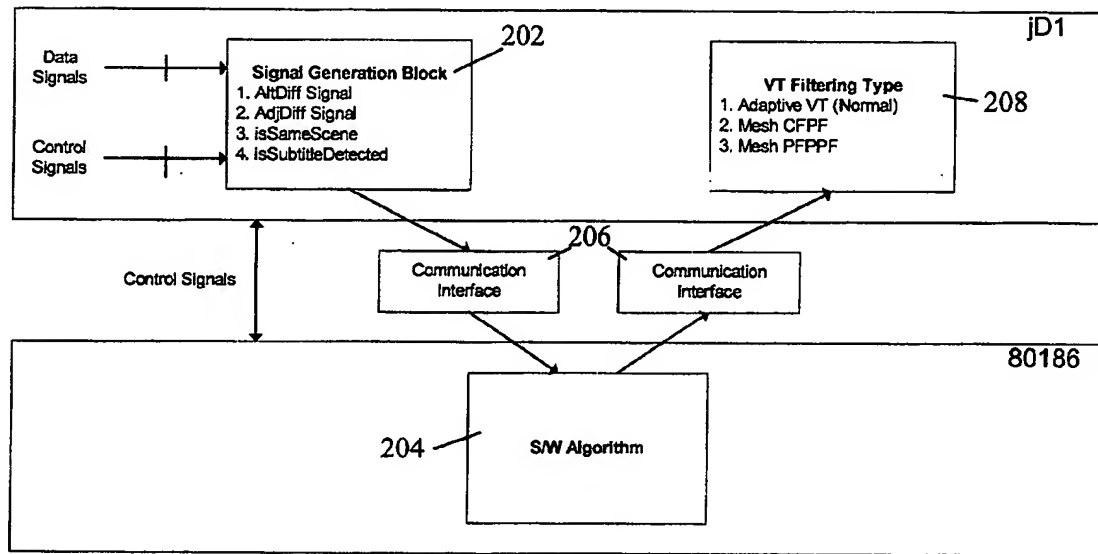 jD1
202
Data
Signals
Control
Signals
Signal Generation Block
1. AltDiff Signal
2. AdjDiff Signal
3. isSameScene
4. isSubtitleDetected
VT Filtering Type
1. Adaptive VT (Normal)
2. Mesh CFPF
3. Mesh PFPPF
208
Control Signals
206
Communication
Interface
Communication
Interface
80186
204
S/W Algorithm